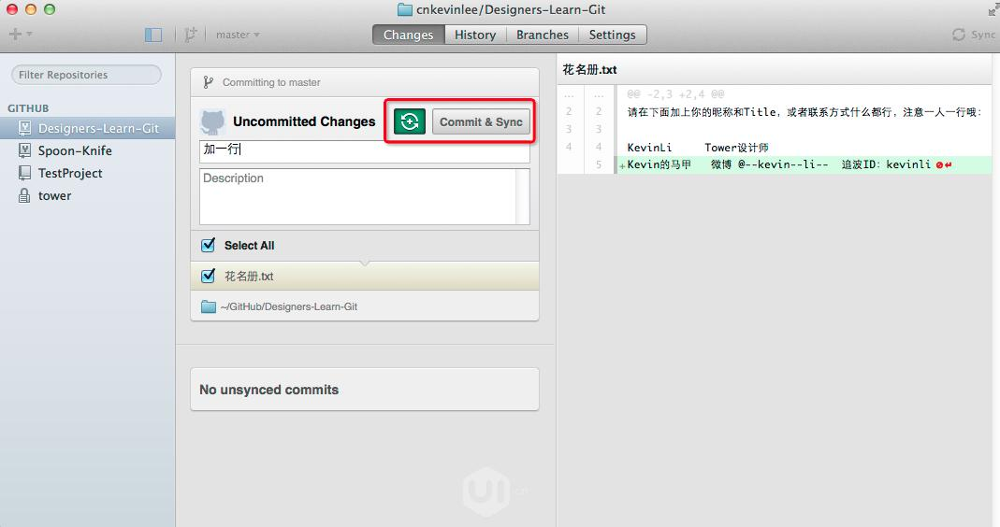 cnkevinlee/Designers-Learn-Git
master
Changes
History
Branches
Settings
Sync
Filter Repositories
GITHUB
Designers-Learn-Git
Spoon-Knife
TestProject
tower
Committing to master
Uncommitted Changes
Commit & Sync
加一行
Description
Select All
花名册.txt
~/GitHub/Designers-Learn-Git
No unsynced commits
花名册.txt
... ... @@ -2,3 +2,4 @@
2 2 请在下面加上你的昵称和Title，或者联系方式什么都行，注意一人一行哦：
3 3
4 4 KevinLi Tower设计师
5 +Kevin的马甲 微博 @--kevin--li-- 追波ID：kevinli
UI.cn